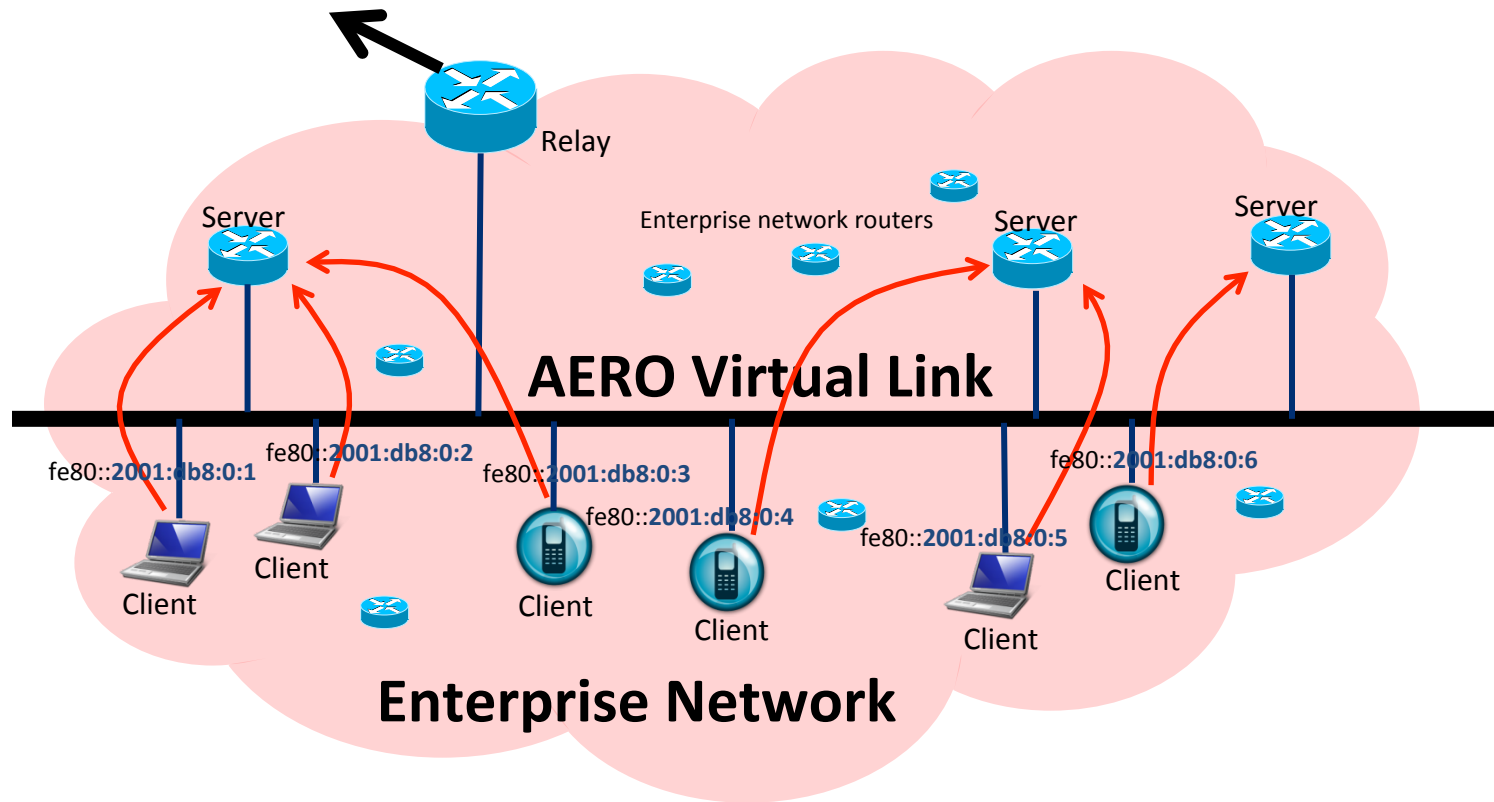 Relay
Server
Enterprise network routers
Server
Server
AERO Virtual Link
fe80::2001:db8:0:1
fe80::2001:db8:0:2
fe80::2001:db8:0:3
fe80::2001:db8:0:4
fe80::2001:db8:0:5
fe80::2001:db8:0:6
Client
Client
Client
Client
Client
Client
Enterprise Network